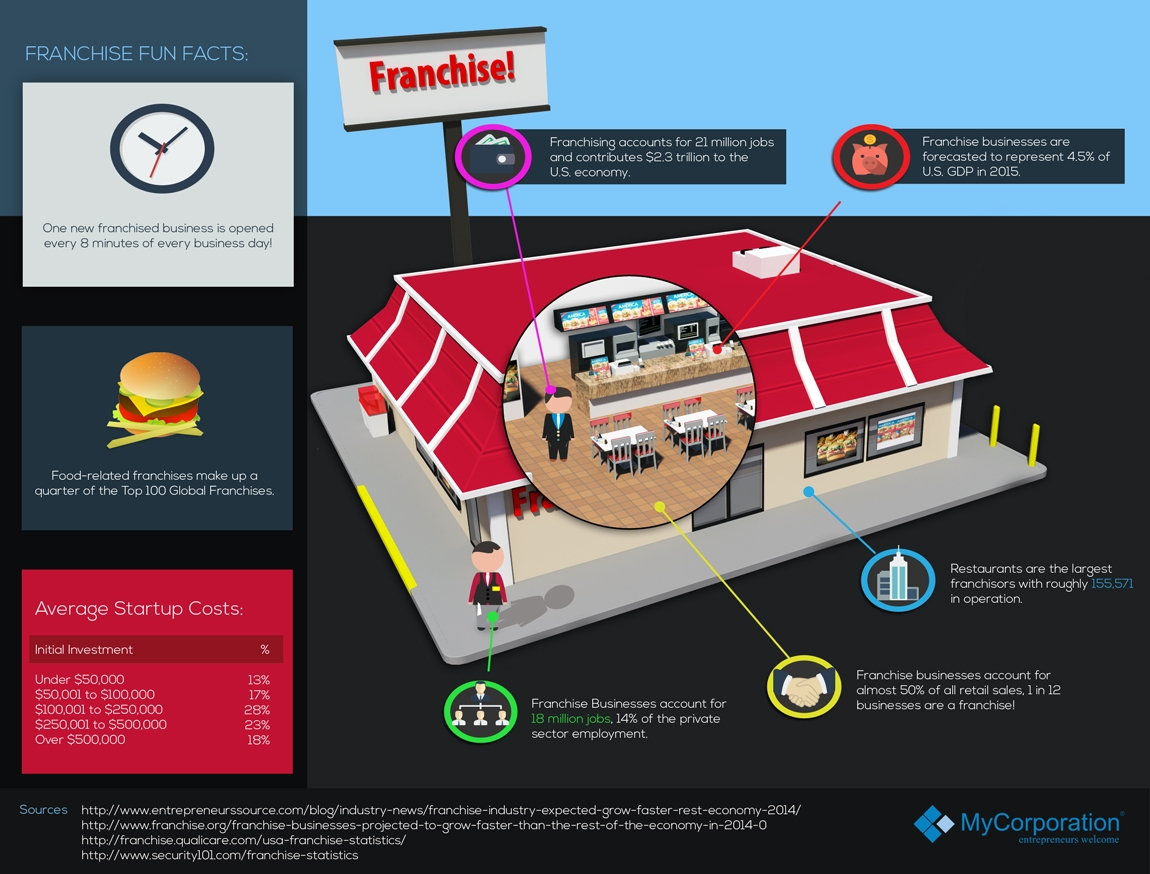 FRANCHISE FUN FACTS:
One new franchised business is opened
every 8 minutes of every business day!
Food-related franchises make up a
quarter of the Top 100 Global Franchises.
Average Startup Costs:
Initial Investment %
Under $50,000 13%
$50,001 to $100,000 17%
$100,001 to $250,000 28%
$250,001 to $500,000 23%
Over $500,000 18%
Franchise!
Franchising accounts for 21 million jobs
and contributes $2.3 trillion to the
U.S. economy.
Franchise businesses are
forecasted to represent 4.5% of
U.S. GDP in 2015.
AMERICA
AMERICA
Fra
Restaurants are the largest
franchisors with roughly 155,571
in operation.
Franchise businesses account for
almost 50% of all retail sales, 1 in 12
businesses are a franchise!
Franchise Businesses account for
18 million jobs, 14% of the private
sector employment.
Sources
http://www.entrepreneurssource.com/blog/industry-news/franchise-industry-expected-grow-faster-rest-economy-2014/
http://www.franchise.org/franchise-businesses-projected-to-grow-faster-than-the-rest-of-the-economy-in-2014-0
http://franchise.qualicare.com/usa-franchise-statistics/
http://www.security101.com/franchise-statistics
MyCorporation®
entrepreneurs welcome